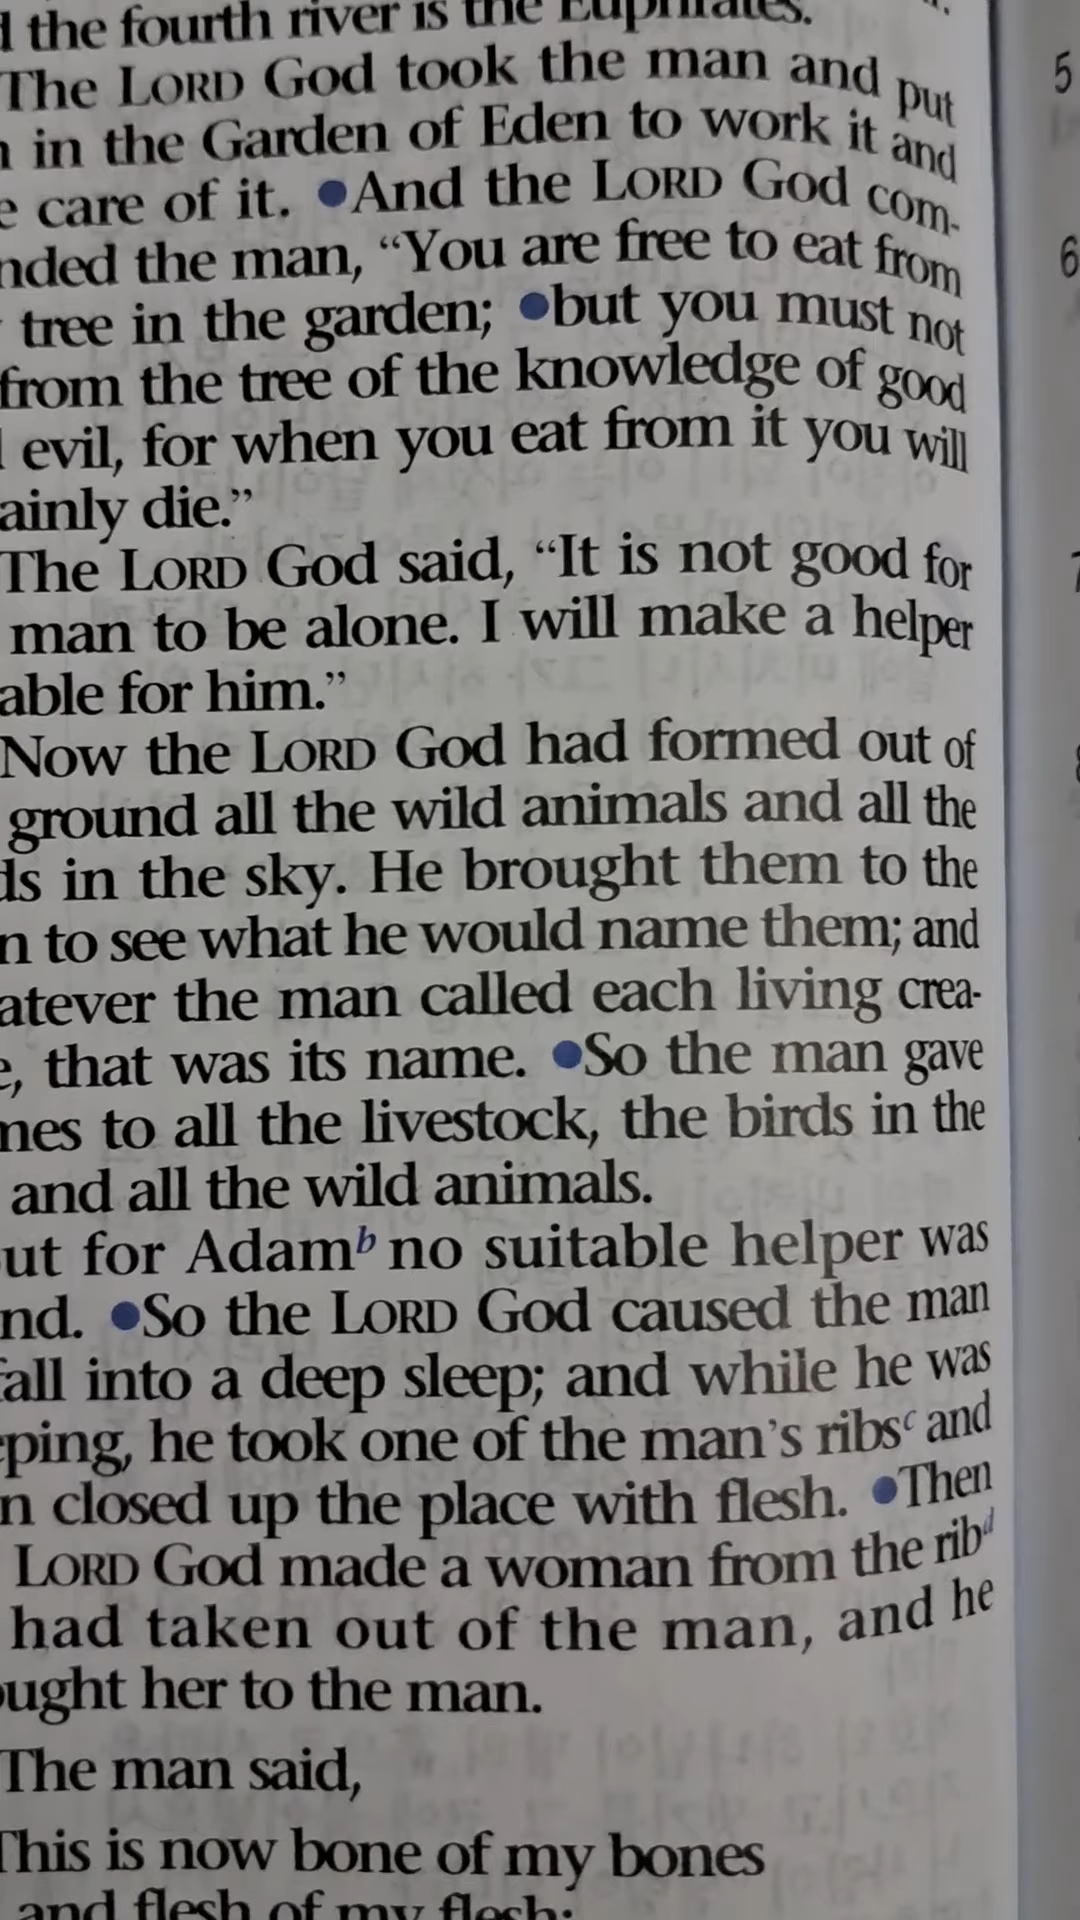 the fourth river is the Euphrates.
The LORD God took the man and put
in the Garden of Eden to work it and
care of it. •And the LORD God com-
nded the man, “You are free to eat from
tree in the garden; •but you must not
from the tree of the knowledge of good
evil, for when you eat from it you will
ainly die.”
The LORD God said, “It is not good for
man to be alone. I will make a helper
able for him.”
Now the LORD God had formed out of
ground all the wild animals and all the
ds in the sky. He brought them to the
n to see what he would name them; and
atever the man called each living crea-
e, that was its name. •So the man gave
mes to all the livestock, the birds in the
and all the wild animals.
ut for Adamᵇ no suitable helper was
nd. •So the LORD God caused the man
fall into a deep sleep; and while he was
ping, he took one of the man’s ribsᶜ and
n closed up the place with flesh. •Then
LORD God made a woman from the ribᵈ
had taken out of the man, and he
ought her to the man.
The man said,
This is now bone of my bones
and flesh of my flesh;
5
6
7
8